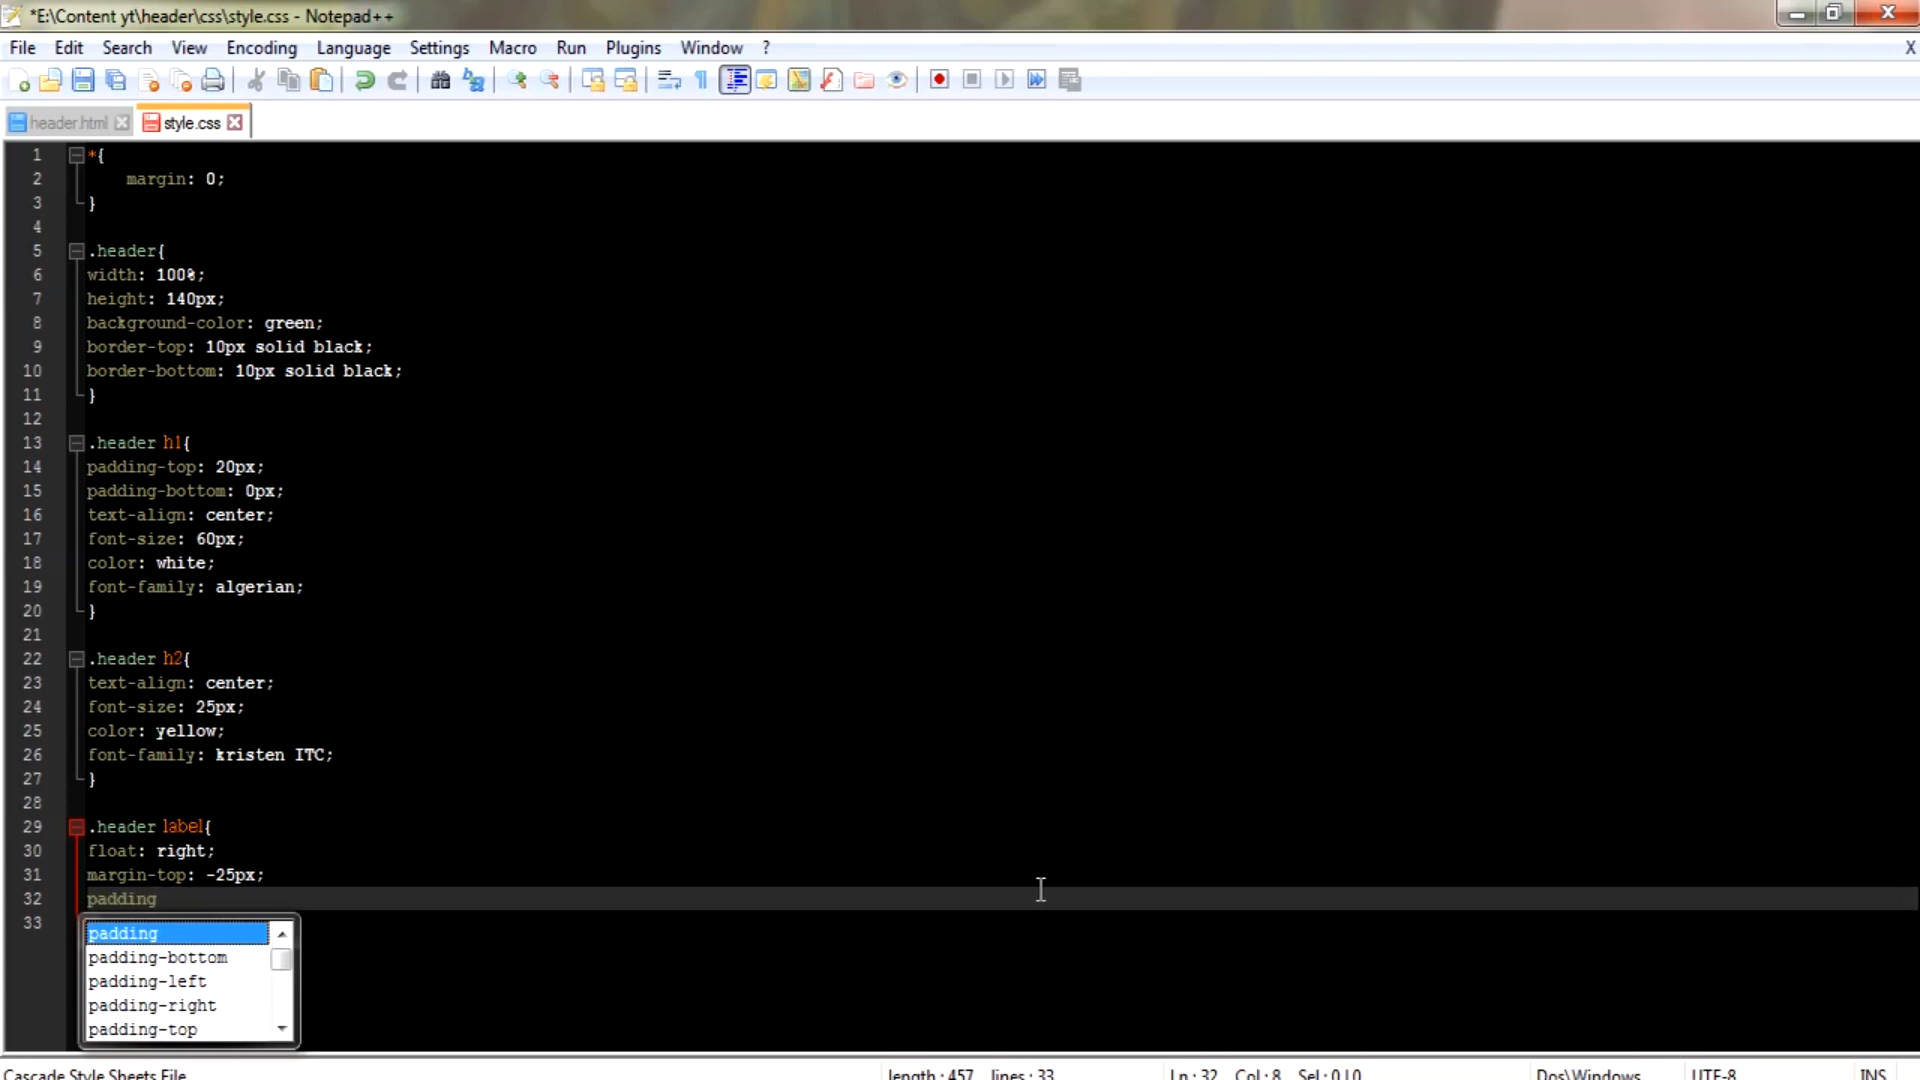 *E:\Content yt\header\css\style.css - Notepad++
File Edit Search View Encoding Language Settings Macro Run Plugins Window ? X
header.html style.css
1 *{
2 margin: 0;
3 }
4
5 .header{
6 width: 100%;
7 height: 140px;
8 background-color: green;
9 border-top: 10px solid black;
10 border-bottom: 10px solid black;
11 }
12
13 .header h1{
14 padding-top: 20px;
15 padding-bottom: 0px;
16 text-align: center;
17 font-size: 60px;
18 color: white;
19 font-family: algerian;
20 }
21
22 .header h2{
23 text-align: center;
24 font-size: 25px;
25 color: yellow;
26 font-family: kristen ITC;
27 }
28
29 .header label{
30 float: right;
31 margin-top: -25px;
32 padding
33
padding
padding-bottom
padding-left
padding-right
padding-top
Cascade Style Sheets File length : 457 lines : 33 Ln : 32 Col : 8 Sel : 0 | 0 Dos\Windows UTF-8 INS